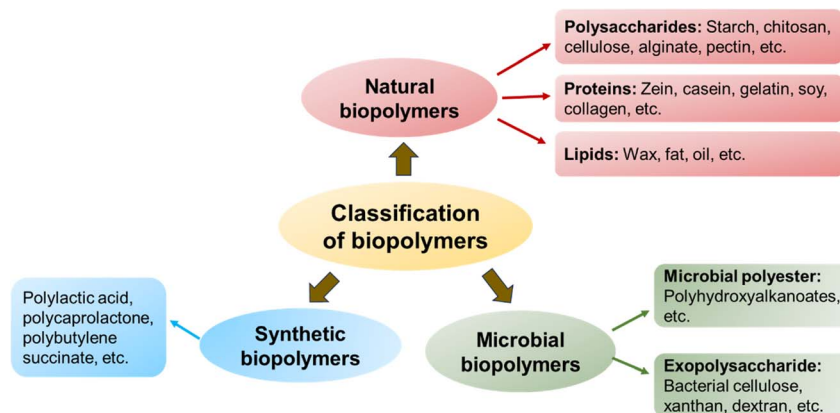 Polysaccharides: Starch, chitosan,
cellulose, alginate, pectin, etc.
Natural
biopolymers
Proteins: Zein, casein, gelatin, soy,
collagen, etc.
Lipids: Wax, fat, oil, etc.
Classification
of biopolymers
Polylactic acid,
polycaprolactone,
polybutylene
succinate, etc.
Synthetic
biopolymers
Microbial
biopolymers
Microbial polyester:
Polyhydroxyalkanoates,
etc.
Exopolysaccharide:
Bacterial cellulose,
xanthan, dextran, etc.